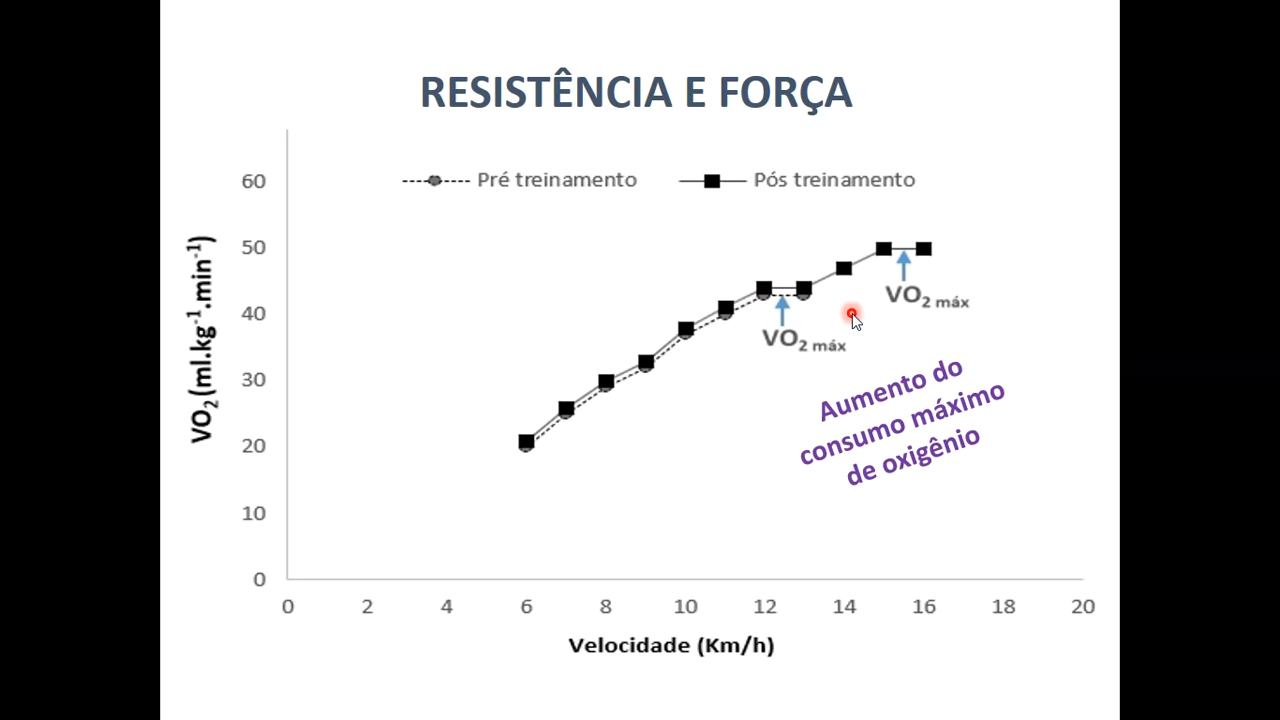 RESISTÊNCIA E FORÇA
Pré treinamento
Pós treinamento
60
50
40
30
20
10
0
VO2 (ml.kg-1.min-1)
VO2 máx
VO2 máx
Aumento do
consumo máximo
de oxigênio
0 2 4 6 8 10 12 14 16 18 20
Velocidade (Km/h)